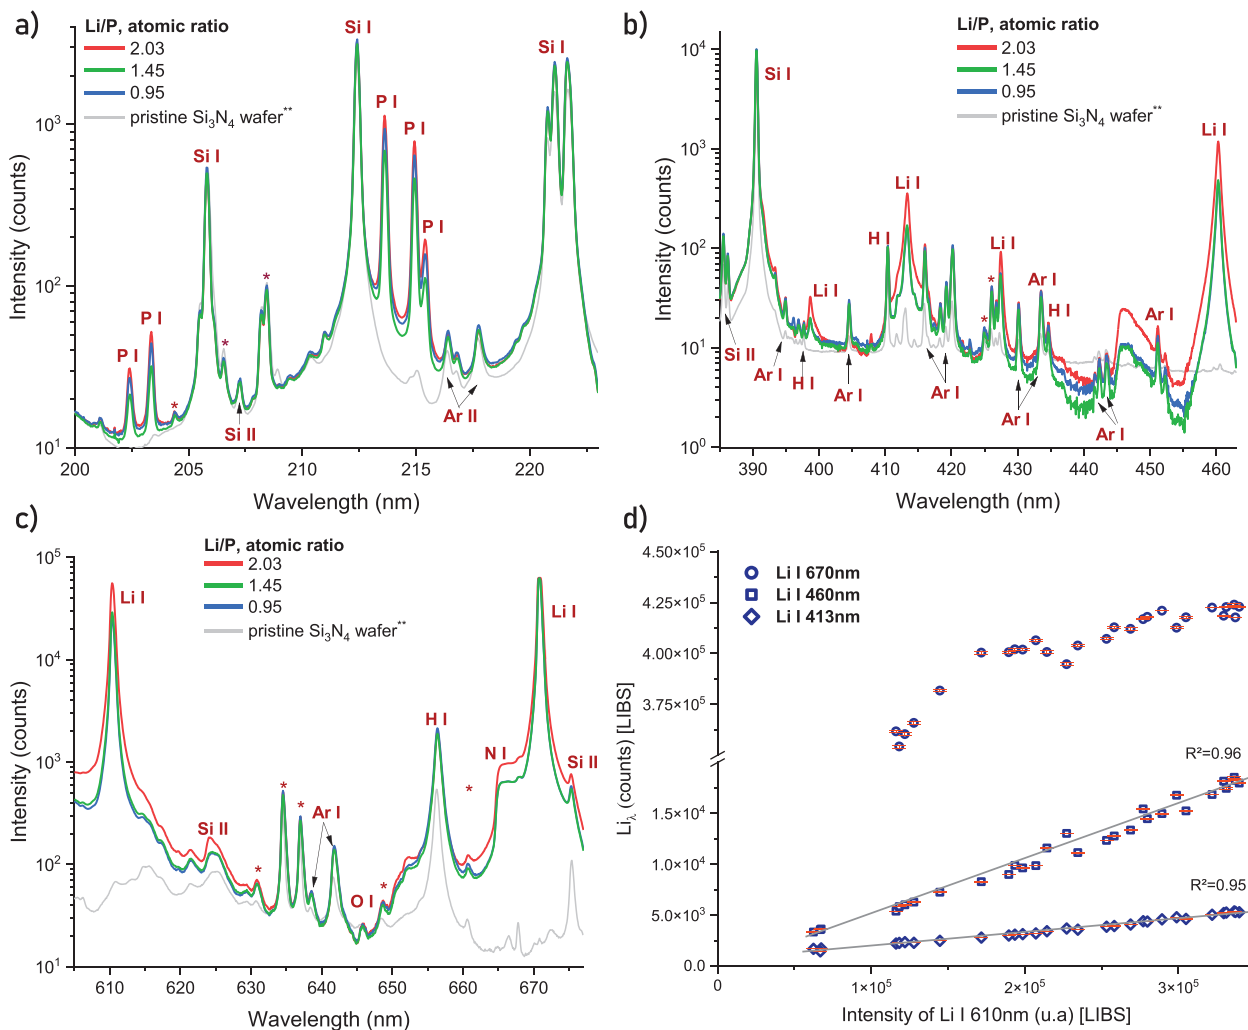 a)
Li/P, atomic ratio
2.03
1.45
0.95
pristine Si₃N₄ wafer**
Si I
Si I
P I
P I
Si I
P I
*
*
P I
P I
*
Si II
Ar II
Intensity (counts)
10³
10²
10¹
200
205
210
215
220
Wavelength (nm)
b)
Li/P, atomic ratio
2.03
1.45
0.95
pristine Si₃N₄ wafer**
Si I
Li I
Li I
H I
Li I
*
Ar I
Li I
H I
Ar I
*
Si II
Ar I
H I
Ar I
Ar I
Ar I
Ar I
Intensity (counts)
10⁴
10³
10²
10¹
10⁰
390
400
410
420
430
440
450
460
Wavelength (nm)
c)
Li/P, atomic ratio
2.03
1.45
0.95
pristine Si₃N₄ wafer**
Li I
Li I
H I
N I
Si II
*
*
*
Ar I
Si II
*
*
O I
Intensity (counts)
10⁵
10⁴
10³
10²
10¹
610
620
630
640
650
660
670
Wavelength (nm)
d)
Li I 670nm
Li I 460nm
Li I 413nm
R²=0.96
R²=0.95
Liλ (counts) [LIBS]
4.50×10⁵
4.25×10⁵
4.00×10⁵
3.75×10⁵
1.5×10⁴
1.0×10⁴
5.0×10³
0.0
0
1×10⁵
2×10⁵
3×10⁵
Intensity of Li I 610nm (u.a) [LIBS]